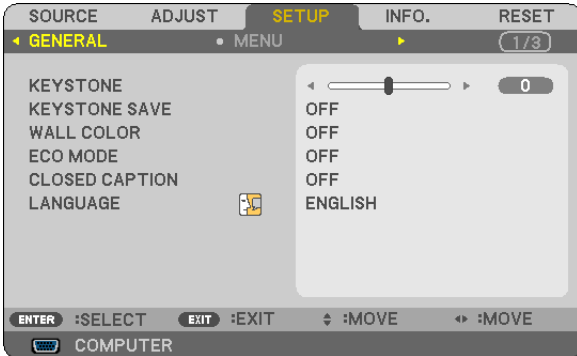 SOURCE ADJUST SETUP INFO. RESET
GENERAL • MENU 1/3
KEYSTONE 0
KEYSTONE SAVE OFF
WALL COLOR OFF
ECO MODE OFF
CLOSED CAPTION OFF
LANGUAGE ENGLISH
ENTER :SELECT EXIT :EXIT :MOVE :MOVE
COMPUTER